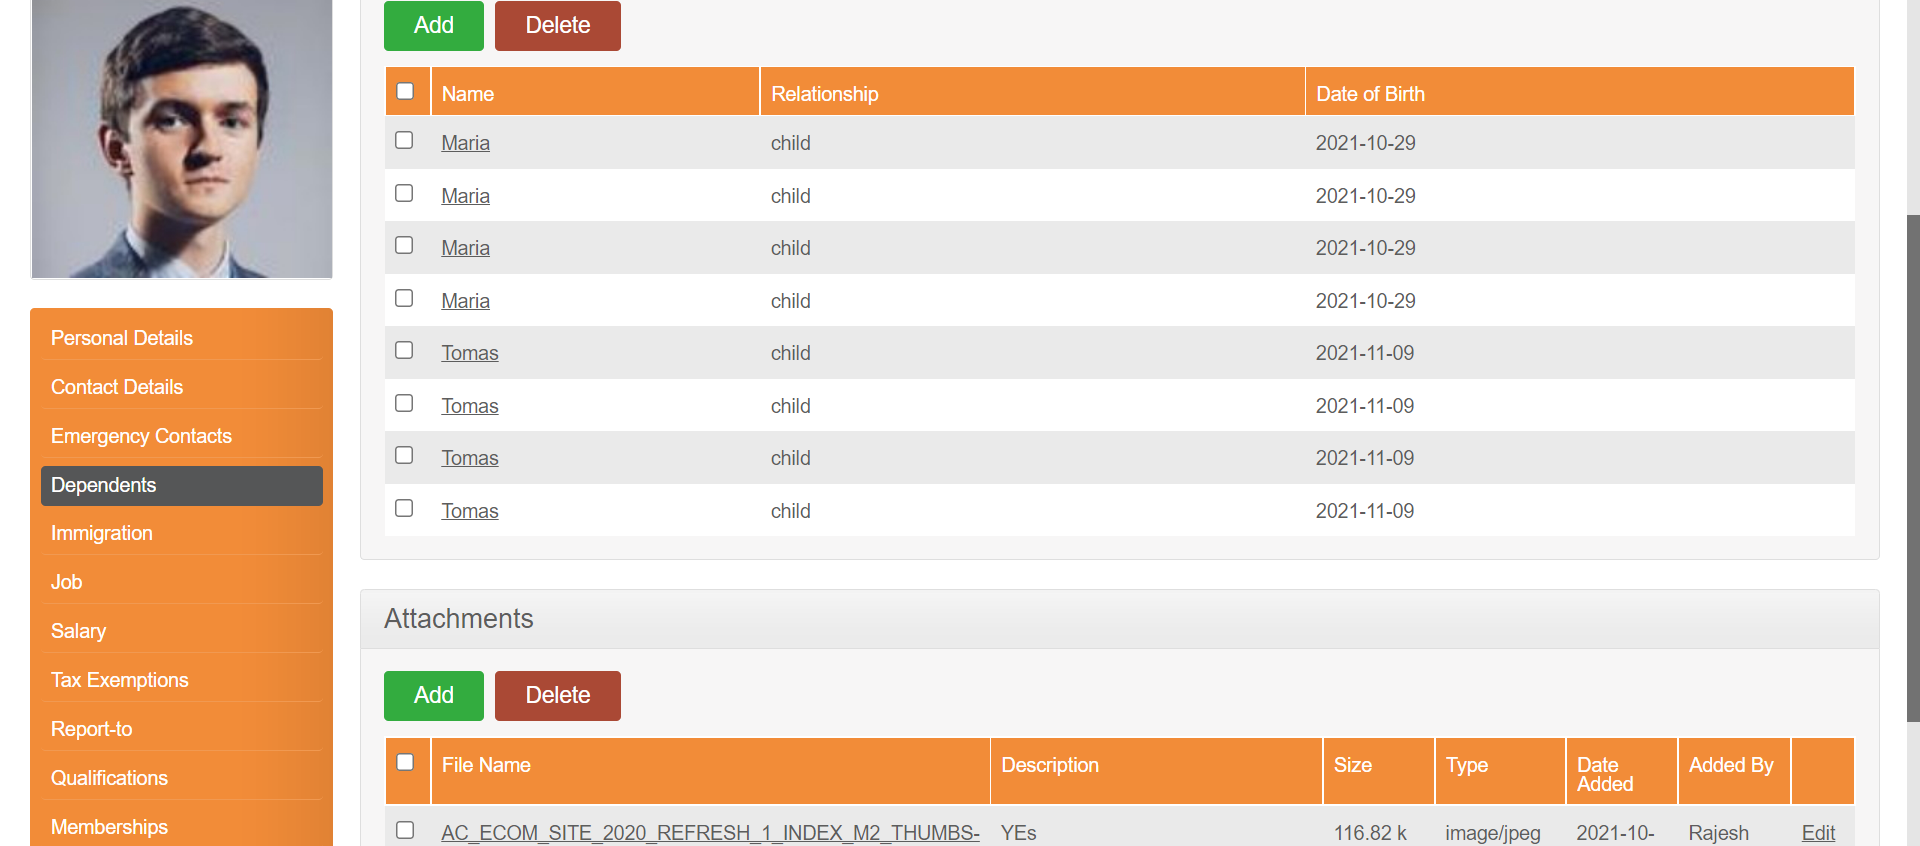 Add Delete
Name Relationship Date of Birth
Maria child 2021-10-29
Maria child 2021-10-29
Maria child 2021-10-29
Maria child 2021-10-29
Tomas child 2021-11-09
Tomas child 2021-11-09
Tomas child 2021-11-09
Tomas child 2021-11-09
Personal Details
Contact Details
Emergency Contacts
Dependents
Immigration
Job
Salary
Tax Exemptions
Report-to
Qualifications
Memberships
Attachments
Add Delete
File Name Description Size Type Date Added Added By
AC_ECOM_SITE_2020_REFRESH_1_INDEX_M2_THUMBS- YEs 116.82 k image/jpeg 2021-10- Rajesh Edit